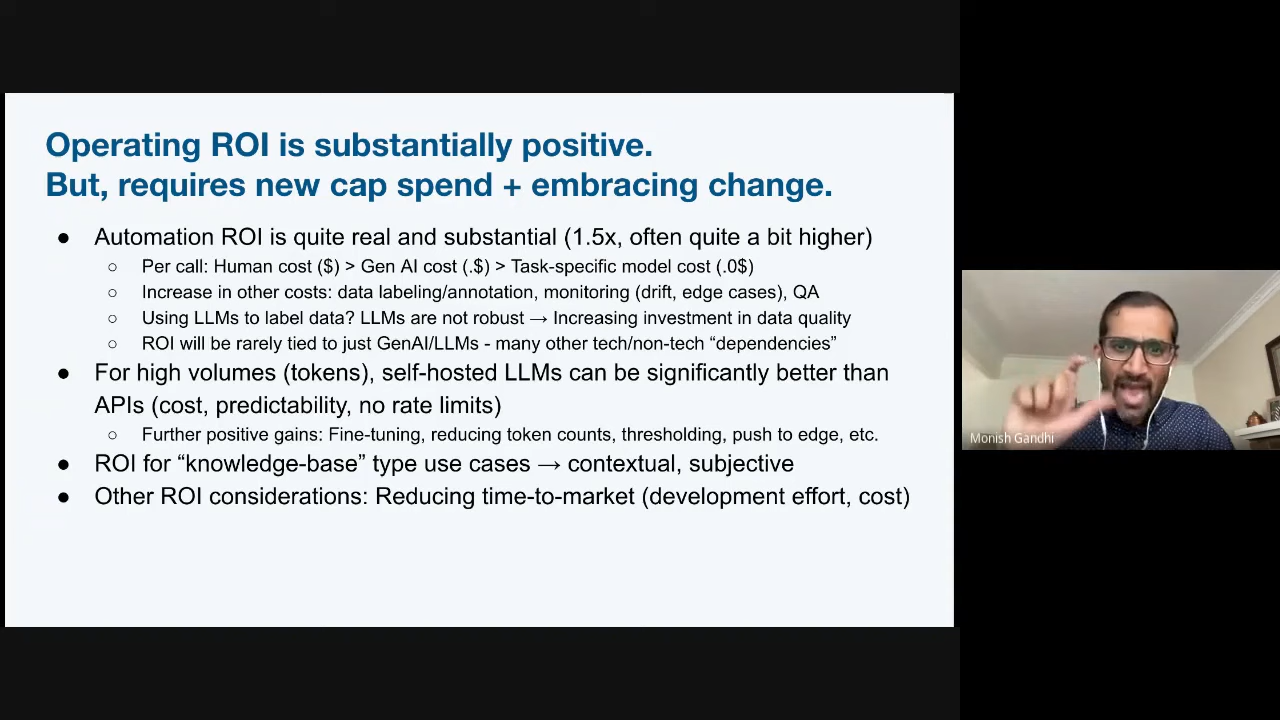 Operating ROI is substantially positive.
But, requires new cap spend + embracing change.
● Automation ROI is quite real and substantial (1.5x, often quite a bit higher)
○ Per call: Human cost ($) > Gen AI cost (.$) > Task-specific model cost (.0$)
○ Increase in other costs: data labeling/annotation, monitoring (drift, edge cases), QA
○ Using LLMs to label data? LLMs are not robust → Increasing investment in data quality
○ ROI will be rarely tied to just GenAI/LLMs - many other tech/non-tech “dependencies”
● For high volumes (tokens), self-hosted LLMs can be significantly better than
APIs (cost, predictability, no rate limits)
○ Further positive gains: Fine-tuning, reducing token counts, thresholding, push to edge, etc.
● ROI for “knowledge-base” type use cases → contextual, subjective
● Other ROI considerations: Reducing time-to-market (development effort, cost)
Monish Gandhi